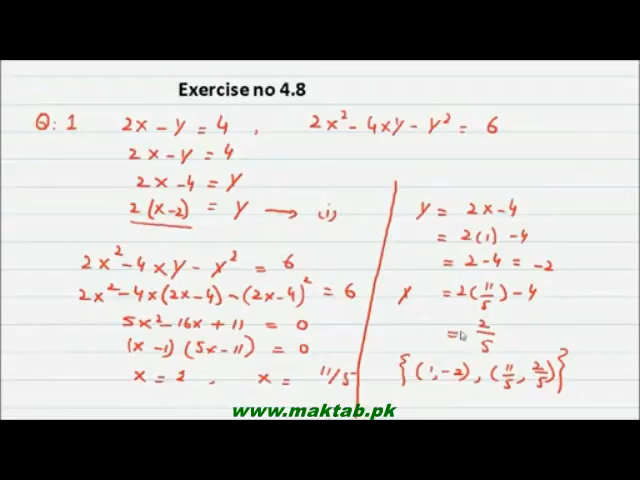 Exercise no 4.8
Q: 1 2x - y = 4 , 2x² - 4xy - y² = 6
2x - y = 4
2x - 4 = y
2(x-2) = y → (i)
2x² - 4xy - x² = 6
2x² - 4x(2x-4) - (2x-4)² = 6
5x² - 16x + 11 = 0
(x-1) (5x-11) = 0
x = 1 , x = 11/5
y = 2x - 4
= 2(1) - 4
= 2 - 4 = -2
y = 2(11/5) - 4
= 2/5
{(1,-2), (11/5, 2/5)}
www.maktab.pk